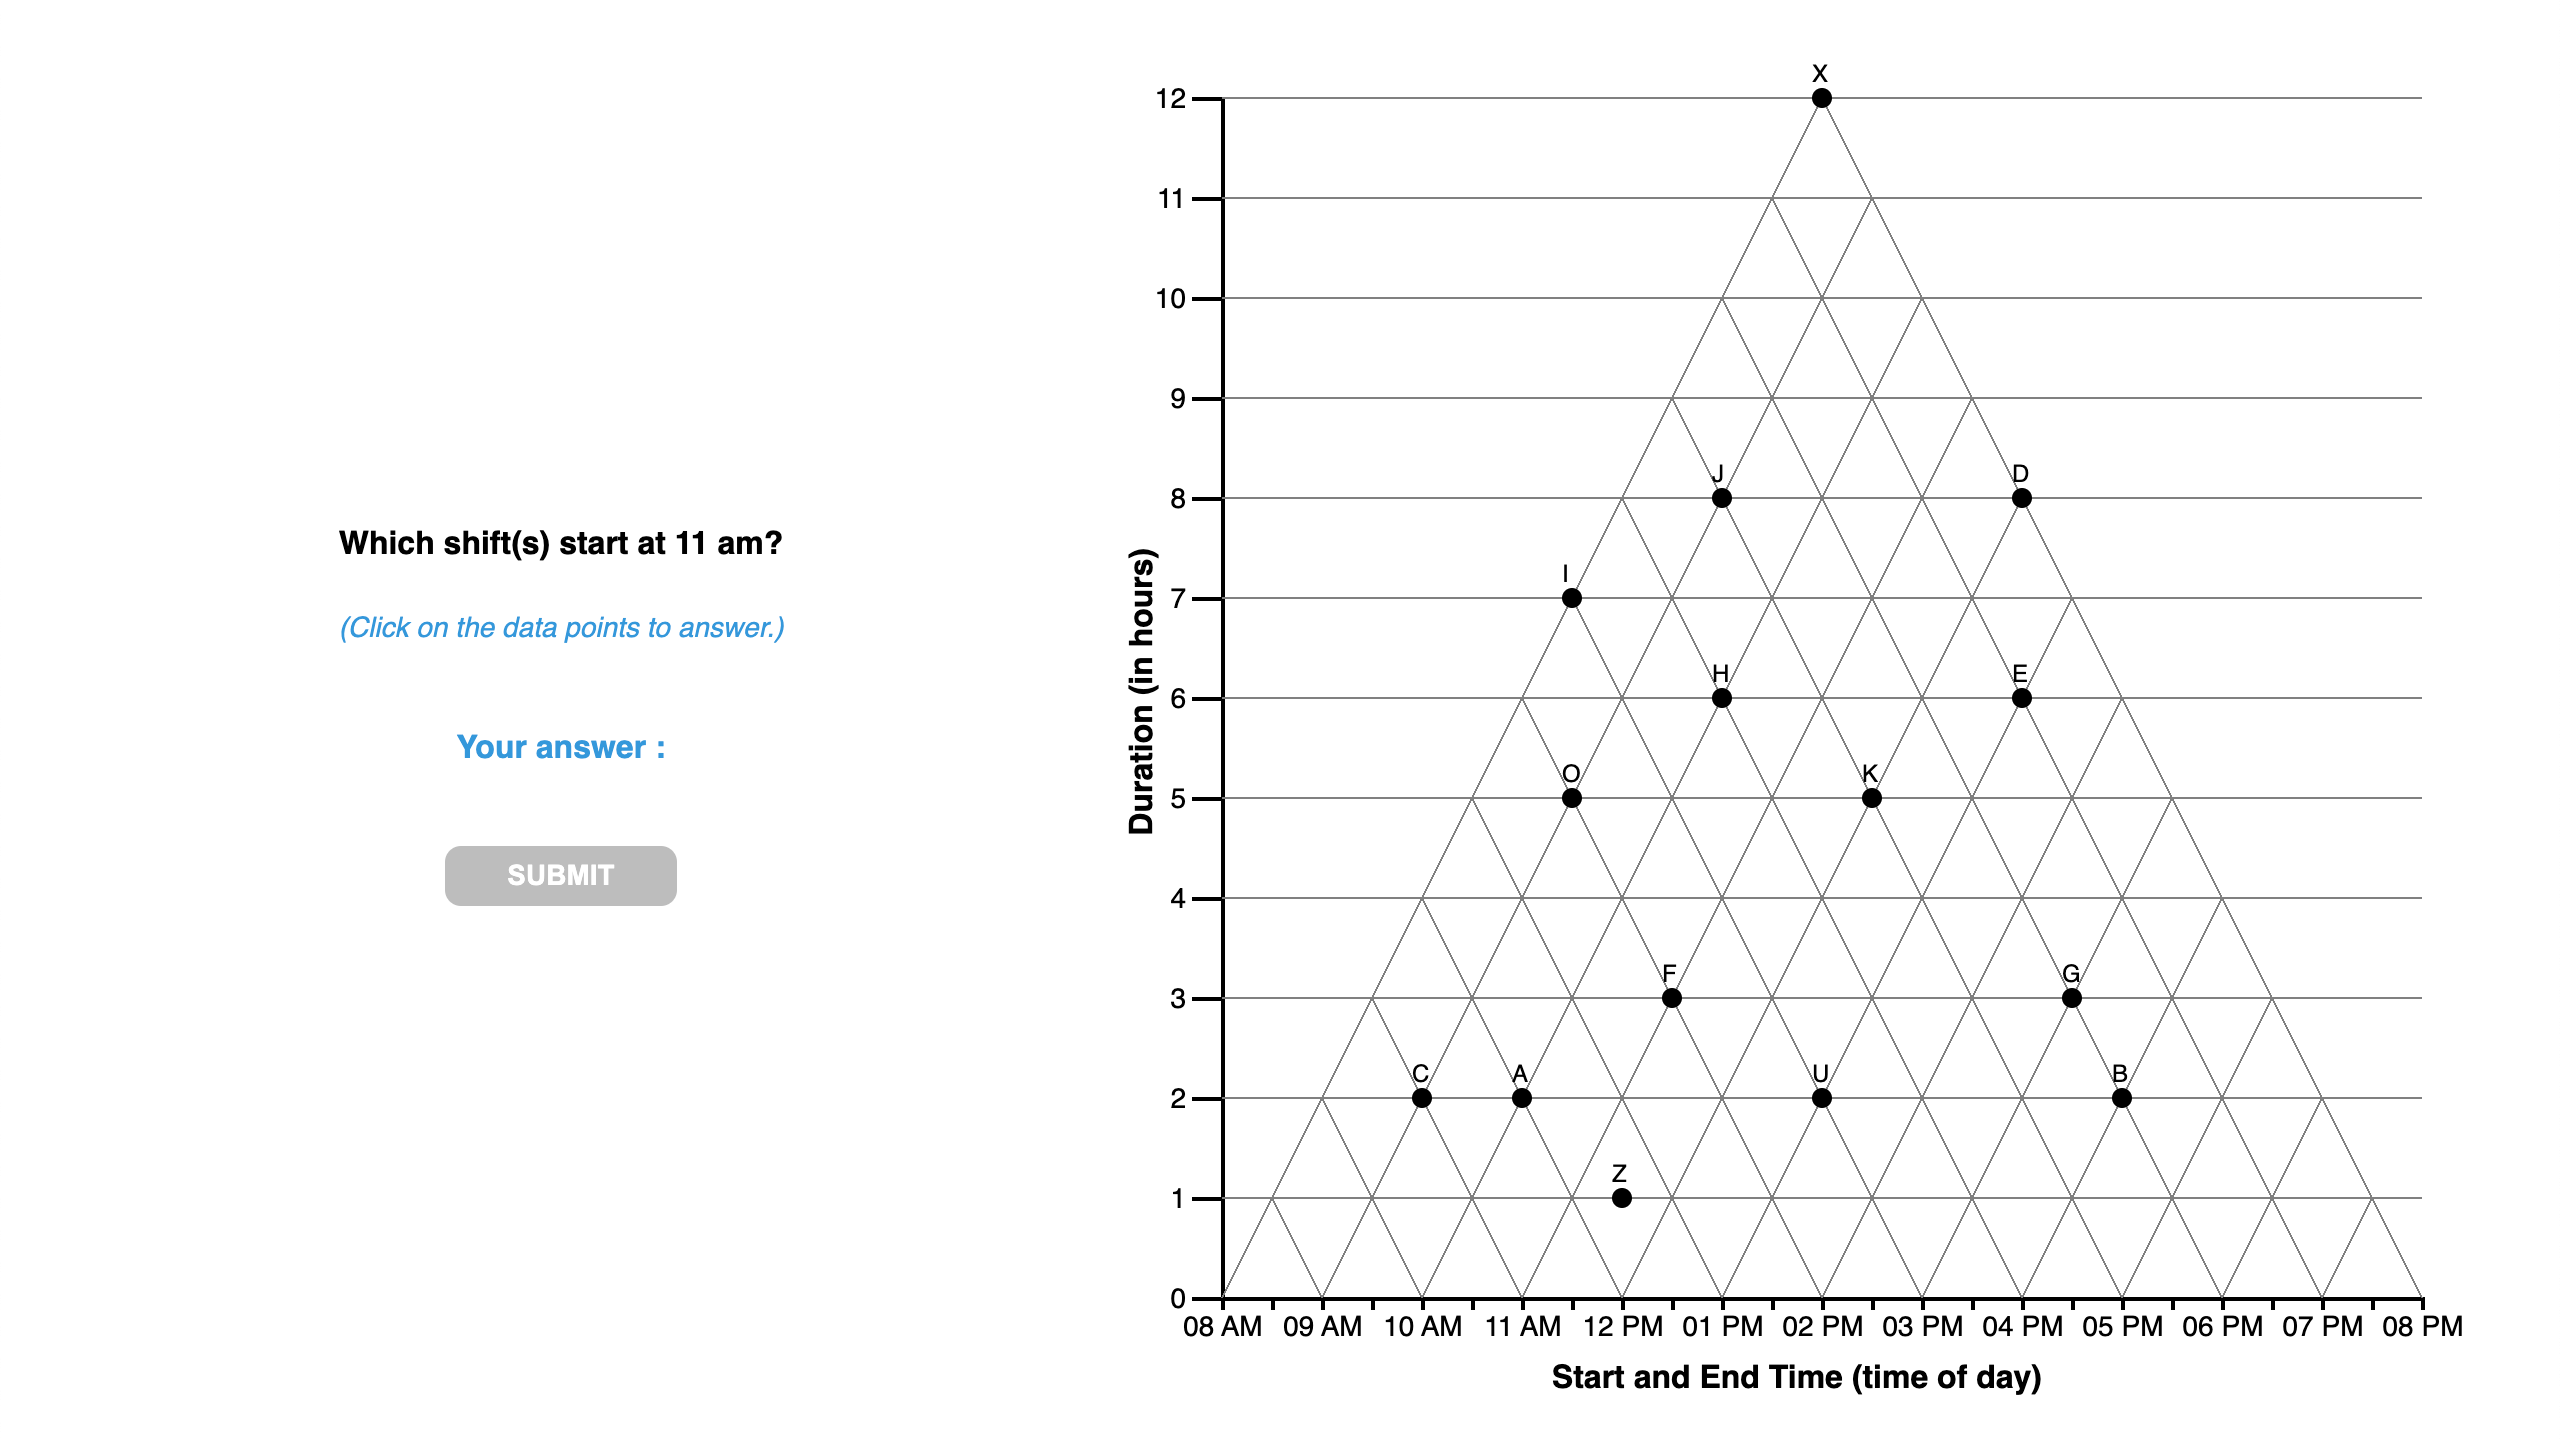 Which shift(s) start at 11 am?
(Click on the data points to answer.)
Your answer :
SUBMIT
Duration (in hours)
12
11
10
9
8
7
6
5
4
3
2
1
0
X
J
D
I
H
E
O
K
F
G
C
A
U
B
Z
08 AM 09 AM 10 AM 11 AM 12 PM 01 PM 02 PM 03 PM 04 PM 05 PM 06 PM 07 PM 08 PM
Start and End Time (time of day)